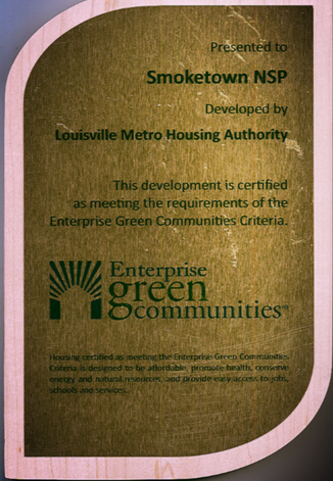 Presented to
Smoketown NSP
Developed by
Louisville Metro Housing Authority
This development is certified
as meeting the requirements of the
Enterprise Green Communities Criteria.
Enterprise
green
communities
Housing certified as meeting the Enterprise Green Communities
Criteria is designed to be affordable, promote health, conserve
energy and natural resources, and provide easy access to jobs,
schools and services.